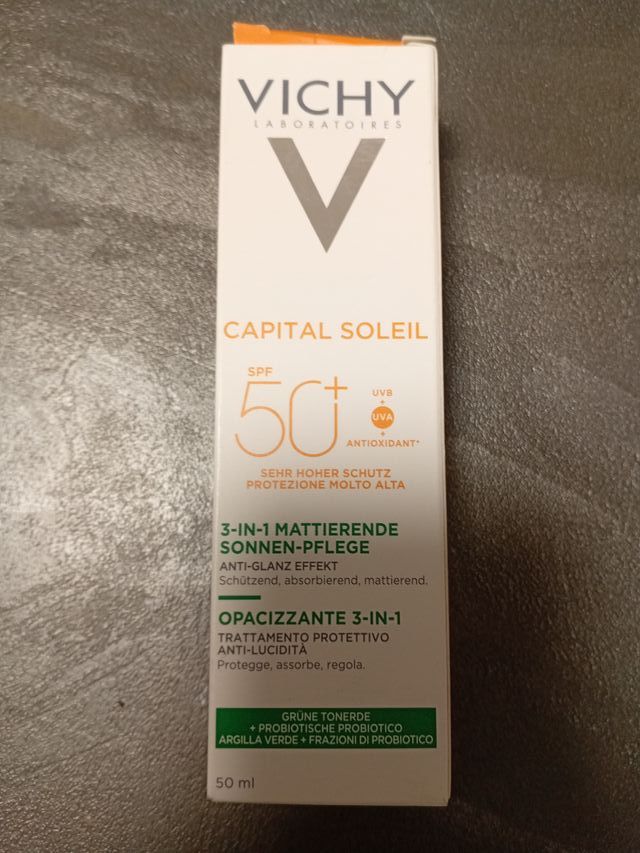 VICHY
LABORATOIRES
V
CAPITAL SOLEIL
SPF
50+
UVB
+
UVA
+
ANTIOXIDANT*
SEHR HOHER SCHUTZ
PROTEZIONE MOLTO ALTA
3-IN-1 MATTIERENDE
SONNEN-PFLEGE
ANTI-GLANZ EFFEKT
Schützend, absorbierend, mattierend.
OPACIZZANTE 3-IN-1
TRATTAMENTO PROTETTIVO
ANTI-LUCIDITÀ
Protegge, assorbe, regola.
GRÜNE TONERDE
+ PROBIOTISCHE PROBIOTICO
ARGILLA VERDE + FRAZIONI DI PROBIOTICO
50 ml